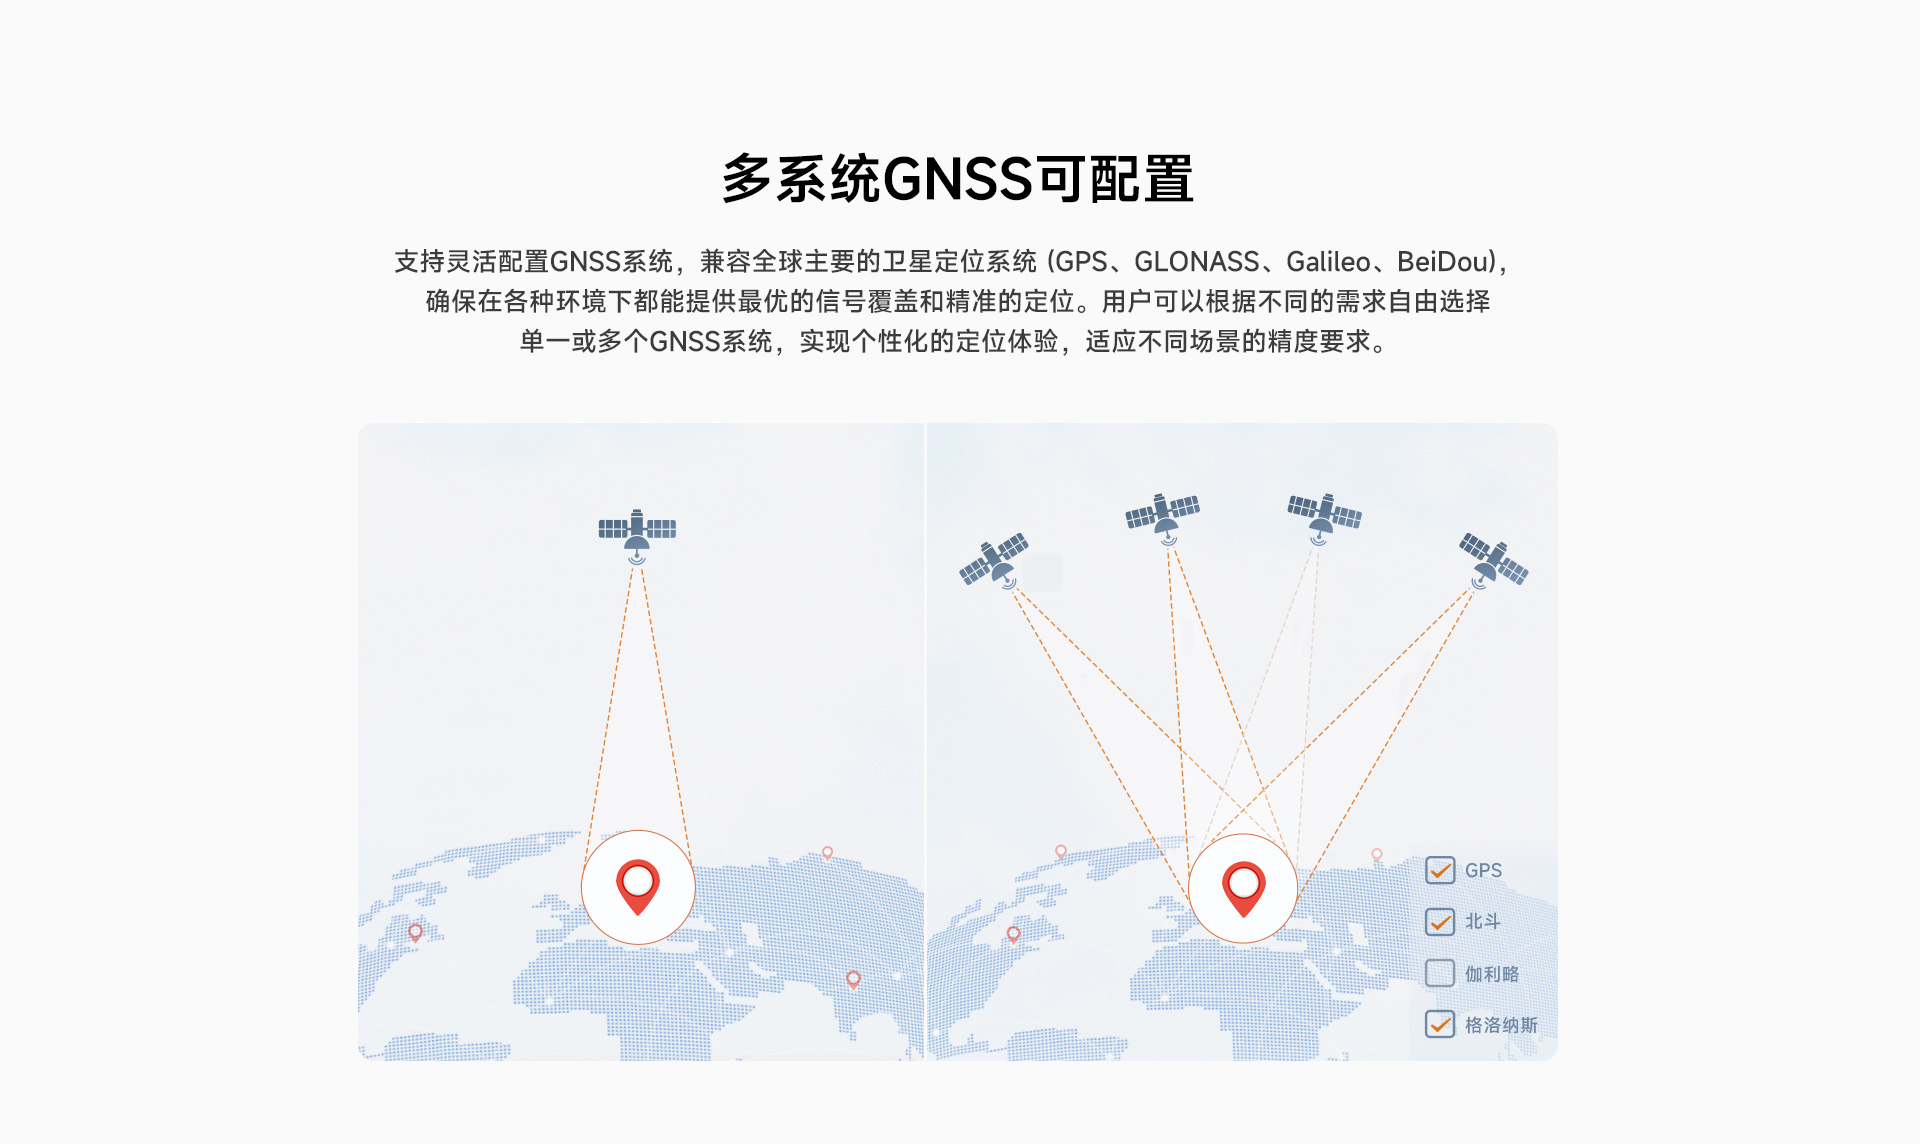 多系统GNSS可配置
支持灵活配置GNSS系统，兼容全球主要的卫星定位系统 (GPS、GLONASS、Galileo、BeiDou)，
确保在各种环境下都能提供最优的信号覆盖和精准的定位。用户可以根据不同的需求自由选择
单一或多个GNSS系统，实现个性化的定位体验，适应不同场景的精度要求。
GPS
北斗
伽利略
格洛纳斯